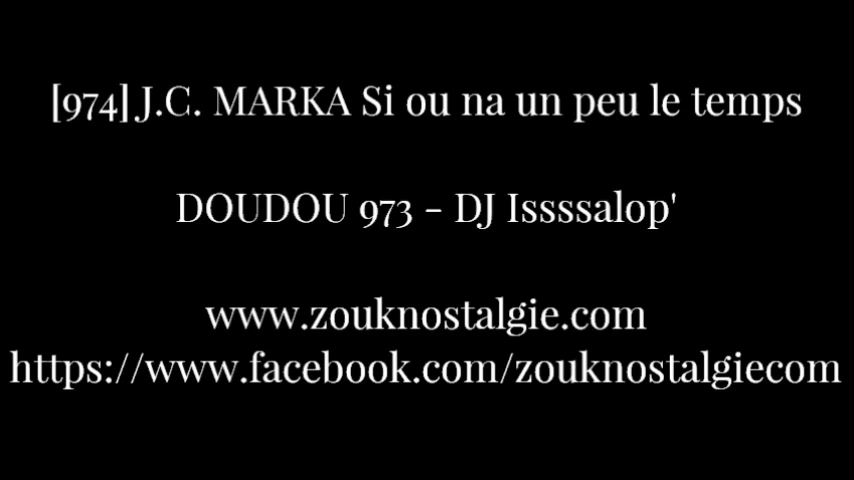 [974] J.C. MARKA Si ou na un peu le temps
DOUDOU 973 - DJ Issssalop'
www.zouknostalgie.com
https://www.facebook.com/zouknostalgiecom